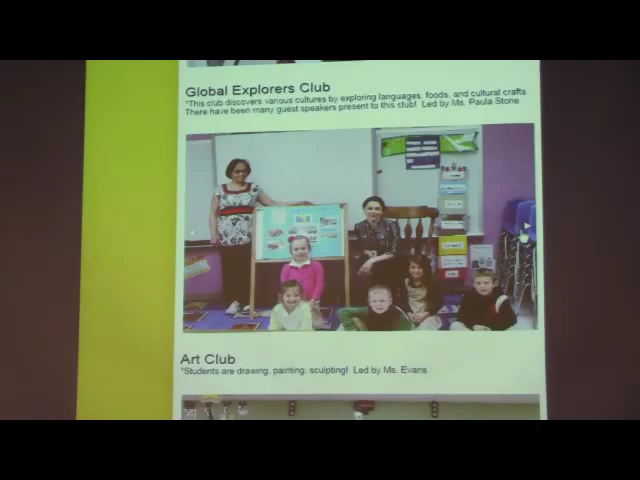 Global Explorers Club
*This club discovers various cultures by exploring languages, foods, and cultural crafts.
There have been many guest speakers present to this club! Led by Ms. Paula Stone
Art Club
*Students are drawing, painting, sculpting! Led by Ms. Evans